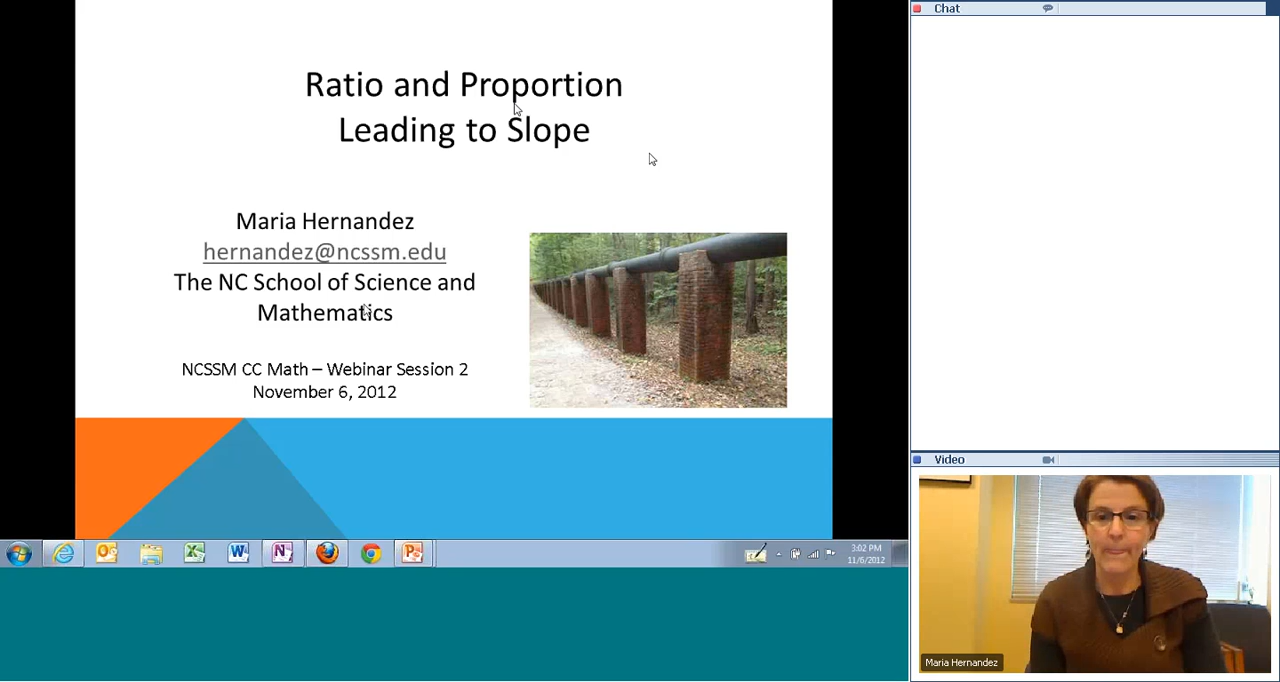 Ratio and Proportion
Leading to Slope
Maria Hernandez
hernandez@ncssm.edu
The NC School of Science and
Mathematics
NCSSM CC Math – Webinar Session 2
November 6, 2012
3:02 PM
11/6/2012
Chat
Video
Maria Hernandez